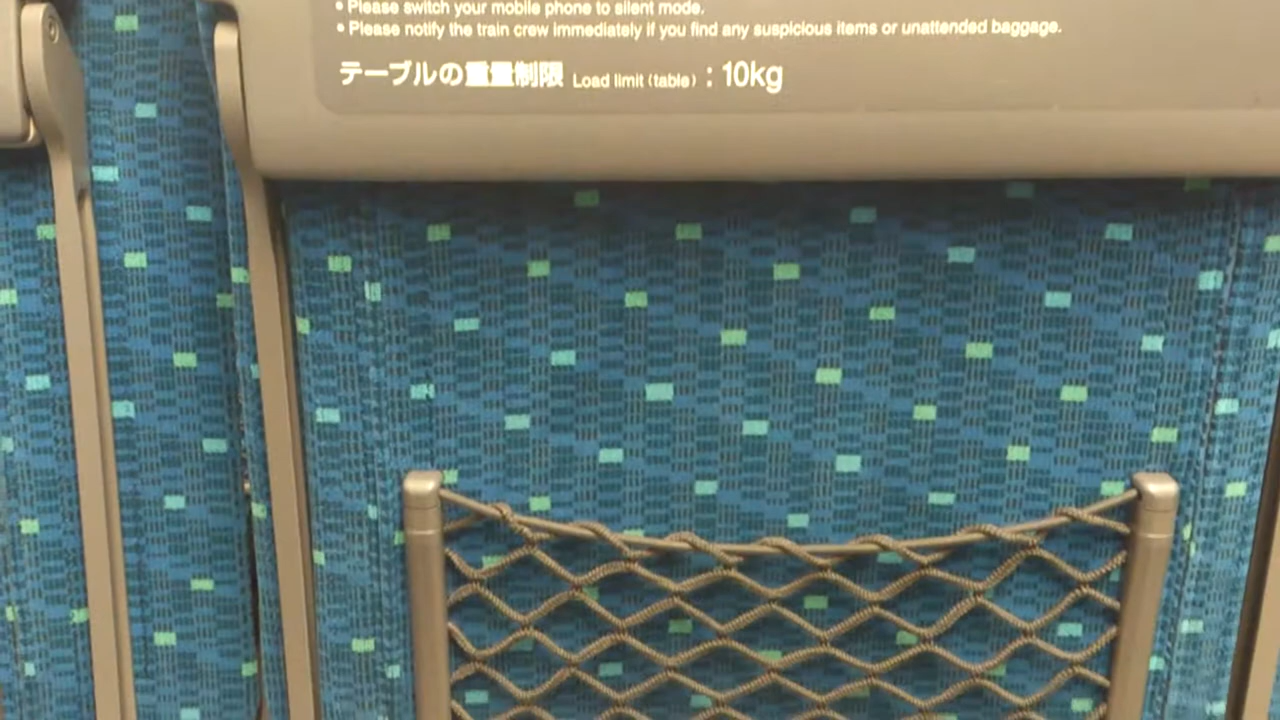 • Please switch your mobile phone to silent mode.
• Please notify the train crew immediately if you find any suspicious items or unattended baggage.
テーブルの重量制限 Load limit (table) : 10kg